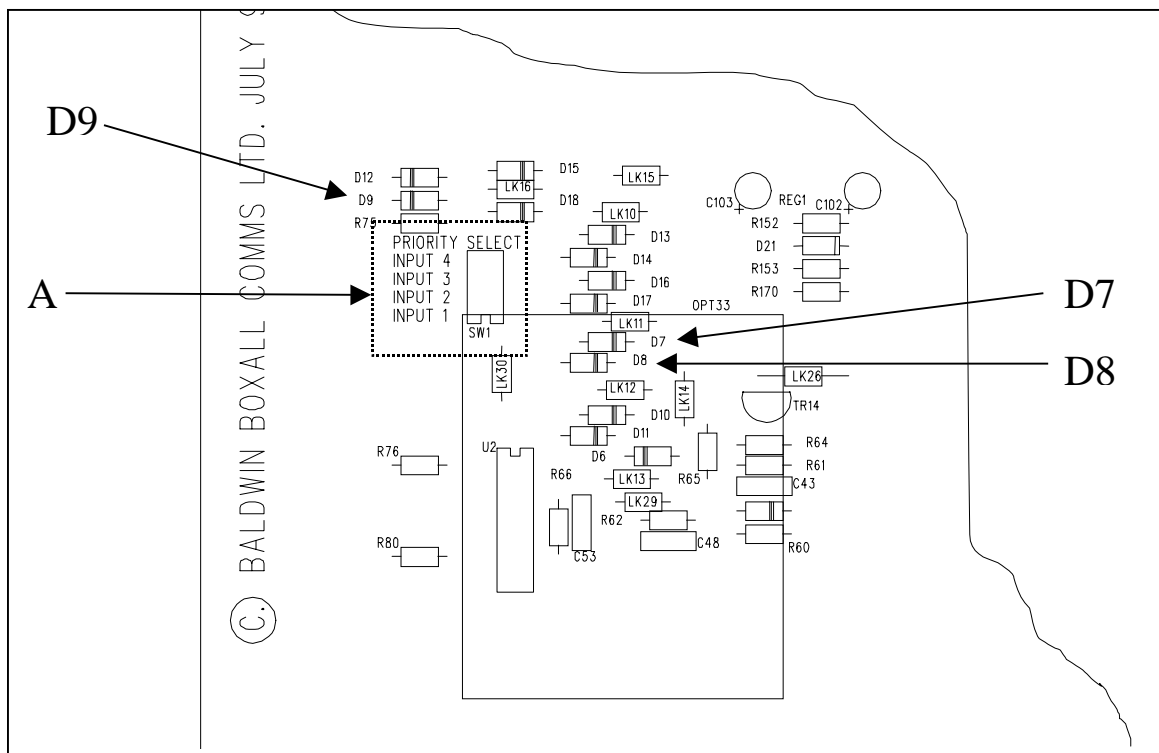 C. BALDWIN BOXALL COMMS LTD. JULY
D9
A
D7
D8
D12
D9
R75
D15
LK16
D18
LK15
LK10
D13
D14
D16
D17
C103
REG1
C102
R152
D21
R153
R170
PRIORITY SELECT
INPUT 4
INPUT 3
INPUT 2
INPUT 1
SW1
OPT33
LK11
D7
D8
LK30
LK12
LK14
LK26
TR14
D10
D11
D6
R76
U2
R66
LK13
R65
R64
R61
C43
LK29
R62
C48
R60
R80
C53